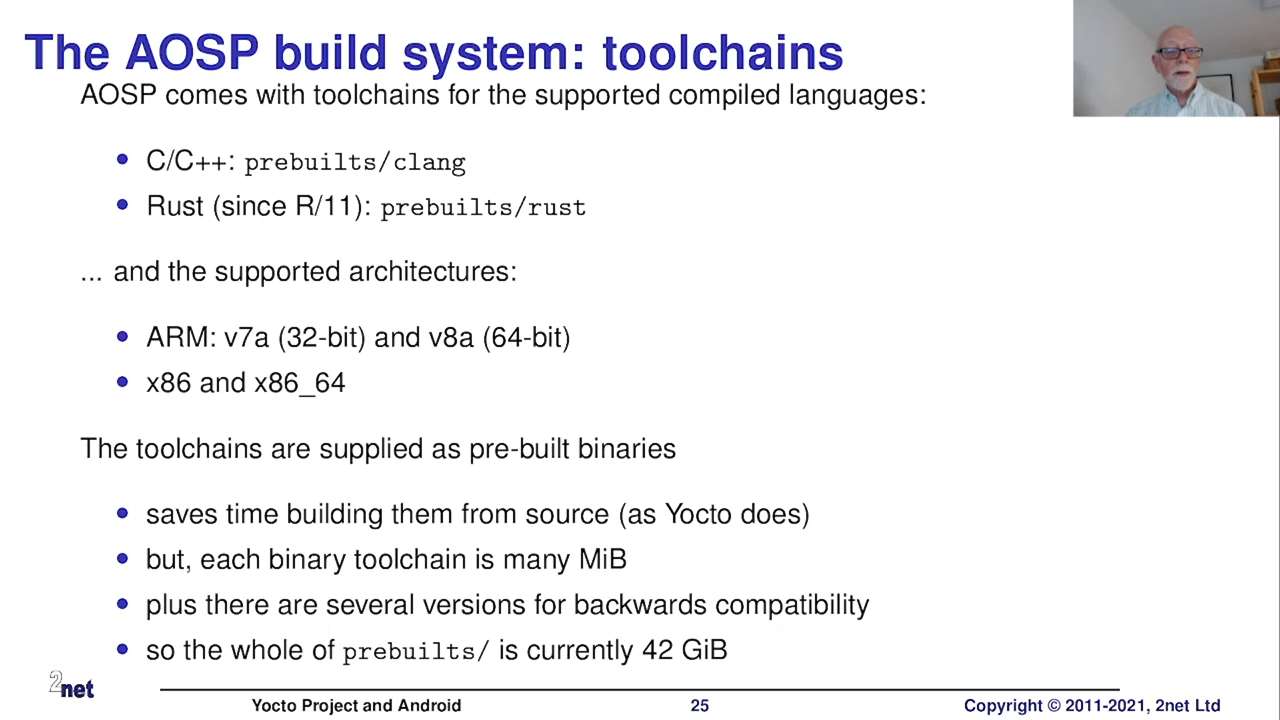 The AOSP build system: toolchains
AOSP comes with toolchains for the supported compiled languages:
• C/C++: prebuilts/clang
• Rust (since R/11): prebuilts/rust
... and the supported architectures:
• ARM: v7a (32-bit) and v8a (64-bit)
• x86 and x86_64
The toolchains are supplied as pre-built binaries
• saves time building them from source (as Yocto does)
• but, each binary toolchain is many MiB
• plus there are several versions for backwards compatibility
• so the whole of prebuilts/ is currently 42 GiB
2net
Yocto Project and Android 25 Copyright © 2011-2021, 2net Ltd